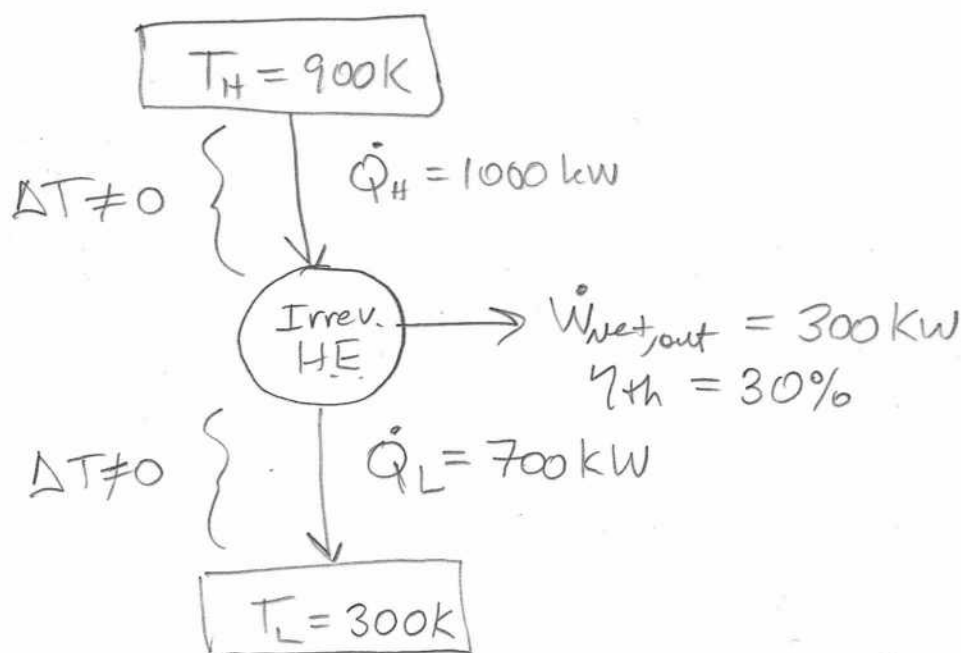 T_H = 900K
ΔT≠0
Q̇_H = 1000 kW
Irrev.
H.E.
Ẇ_net,out = 300 KW
η_th = 30%
ΔT≠0
Q̇_L = 700 kW
T_L = 300K